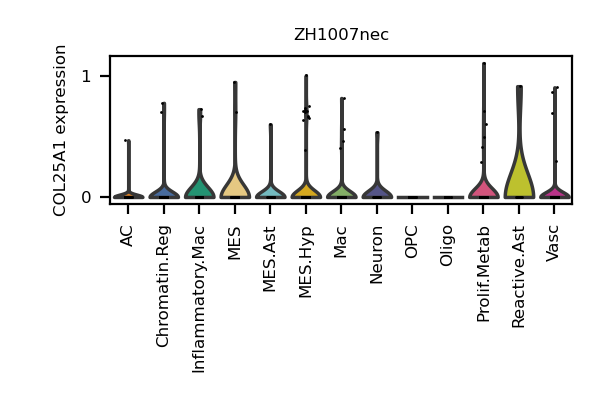 ZH1007nec
COL25A1 expression
1
0
AC
Chromatin.Reg
Inflammatory.Mac
MES
MES.Ast
MES.Hyp
Mac
Neuron
OPC
Oligo
Prolif.Metab
Reactive.Ast
Vasc